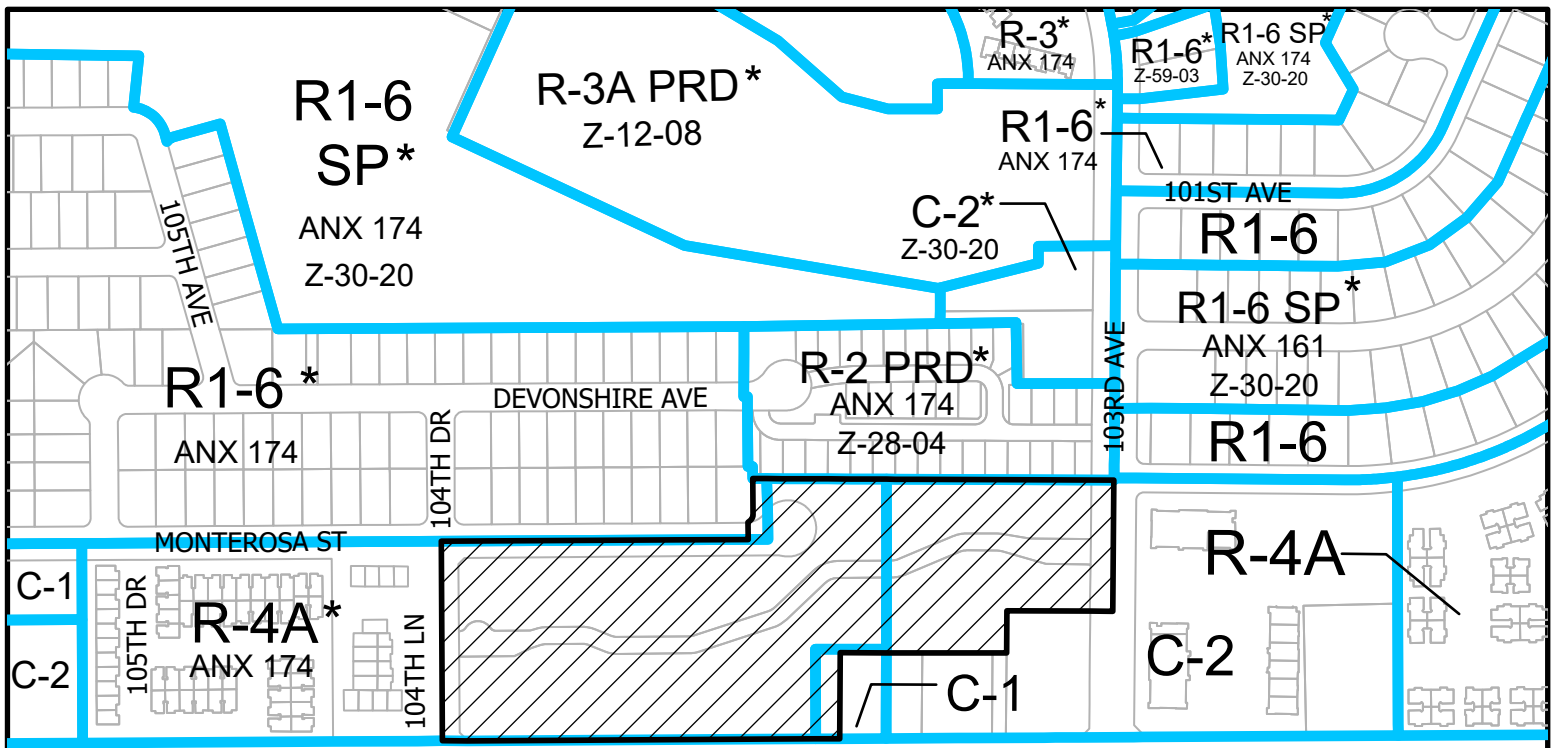 R1-6
SP*
ANX 174
Z-30-20
R-3A PRD*
Z-12-08
R-3*
ANX 174
R1-6*
Z-59-03
R1-6 SP*
ANX 174
Z-30-20
R1-6*
ANX 174
101ST AVE
R1-6
C-2*
Z-30-20
105TH AVE
R1-6 SP*
ANX 161
Z-30-20
103RD AVE
R1-6 *
ANX 174
DEVONSHIRE AVE
R-2 PRD*
ANX 174
Z-28-04
R1-6
104TH DR
MONTEROSA ST
C-1
C-2
105TH DR
R-4A*
ANX 174
104TH LN
C-1
C-2
R-4A